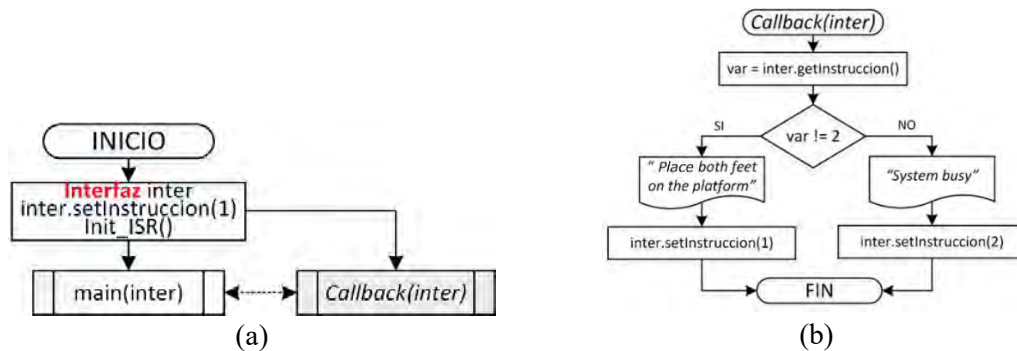 INICIO
Interfaz inter
inter.setInstruccion(1)
Init_ISR()
main(inter)
Callback(inter)
(a)
Callback(inter)
var = inter.getInstruccion()
var != 2
SI
NO
" Place both feet
on the platform"
"System busy"
inter.setInstruccion(1)
inter.setInstruccion(2)
FIN
(b)